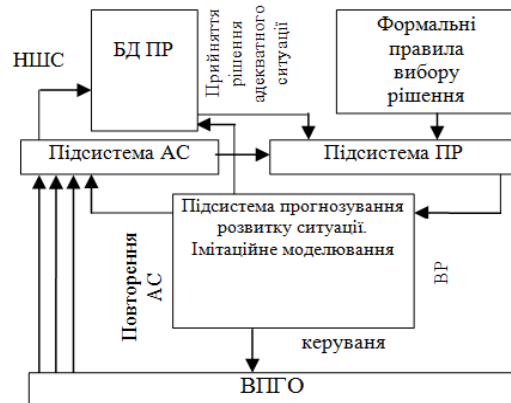 НШС
БД ПР
Прийняття
рішення
адекватного
ситуації
Формальні
правила
вибору
рішення
Підсистема АС
Підсистема ПР
Підсистема прогнозування
розвитку ситуації.
Імітаційне моделювання
Повторення
АС
ВР
керуваня
ВПГО